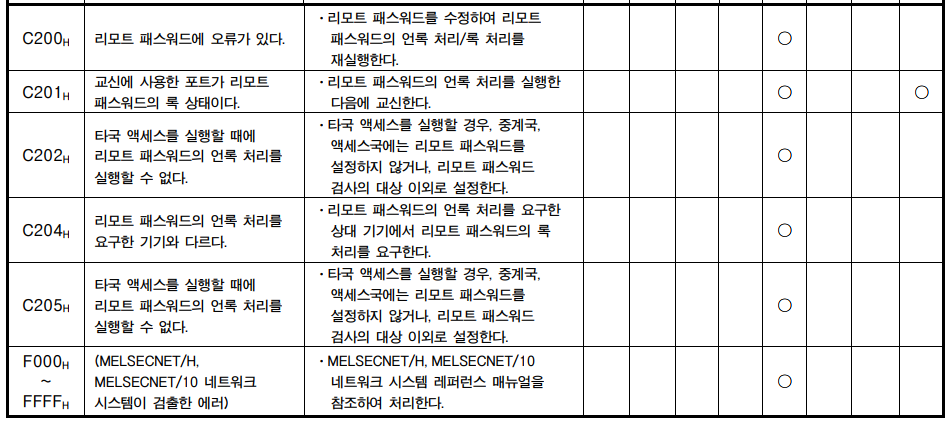 C200H
리모트 패스워드에 오류가 있다.
·리모트 패스워드를 수정하여 리모트
패스워드의 언록 처리/록 처리를
재실행한다.
○
C201H
교신에 사용한 포트가 리모트
패스워드의 록 상태이다.
·리모트 패스워드의 언록 처리를 실행한
다음에 교신한다.
○ ○
C202H
타국 액세스를 실행할 때에
리모트 패스워드의 언록 처리를
실행할 수 없다.
·타국 액세스를 실행할 경우, 중계국,
액세스국에는 리모트 패스워드를
설정하지 않거나, 리모트 패스워드
검사의 대상 이외로 설정한다.
○
C204H
리모트 패스워드의 언록 처리를
요구한 기기와 다르다.
·리모트 패스워드의 언록 처리를 요구한
상대 기기에서 리모트 패스워드의 록
처리를 요구한다.
○
C205H
타국 액세스를 실행할 때에
리모트 패스워드의 언록 처리를
실행할 수 없다.
·타국 액세스를 실행할 경우, 중계국,
액세스국에는 리모트 패스워드를
설정하지 않거나, 리모트 패스워드
검사의 대상 이외로 설정한다.
○
F000H
~
FFFFH
(MELSECNET/H,
MELSECNET/10 네트워크
시스템이 검출한 에러)
·MELSECNET/H, MELSECNET/10
네트워크 시스템 레퍼런스 매뉴얼을
참조하여 처리한다.
○